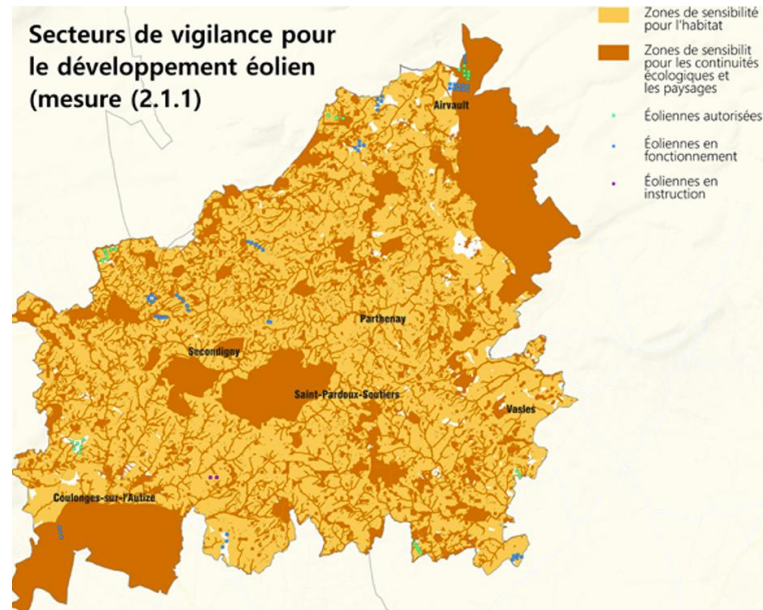 Secteurs de vigilance pour
le développement éolien
(mesure (2.1.1)
Zones de sensibilité
pour l'habitat
Zones de sensibilit
pour les continuités
écologiques et
les paysages
Éoliennes autorisées
Éoliennes en
fonctionnement
Éoliennes en
instruction
Airvault
Parthenay
Secondigny
Saint-Pardoux-Soutiers
Vasles
Coulonges-sur-l'Autize